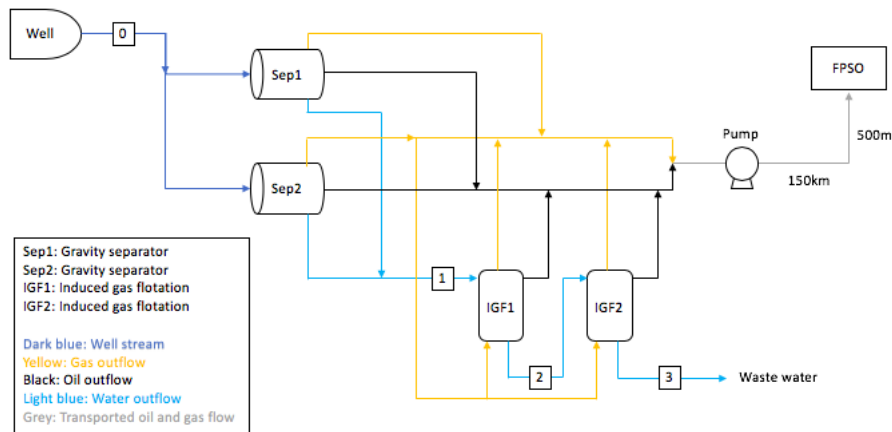 Well
0
Sep1
FPSO
Pump
500m
150km
Sep2
Sep1: Gravity separator
Sep2: Gravity separator
IGF1: Induced gas flotation
IGF2: Induced gas flotation
Dark blue: Well stream
Yellow: Gas outflow
Black: Oil outflow
Light blue: Water outflow
Grey: Transported oil and gas flow
1
IGF1
IGF2
2
3
Waste water